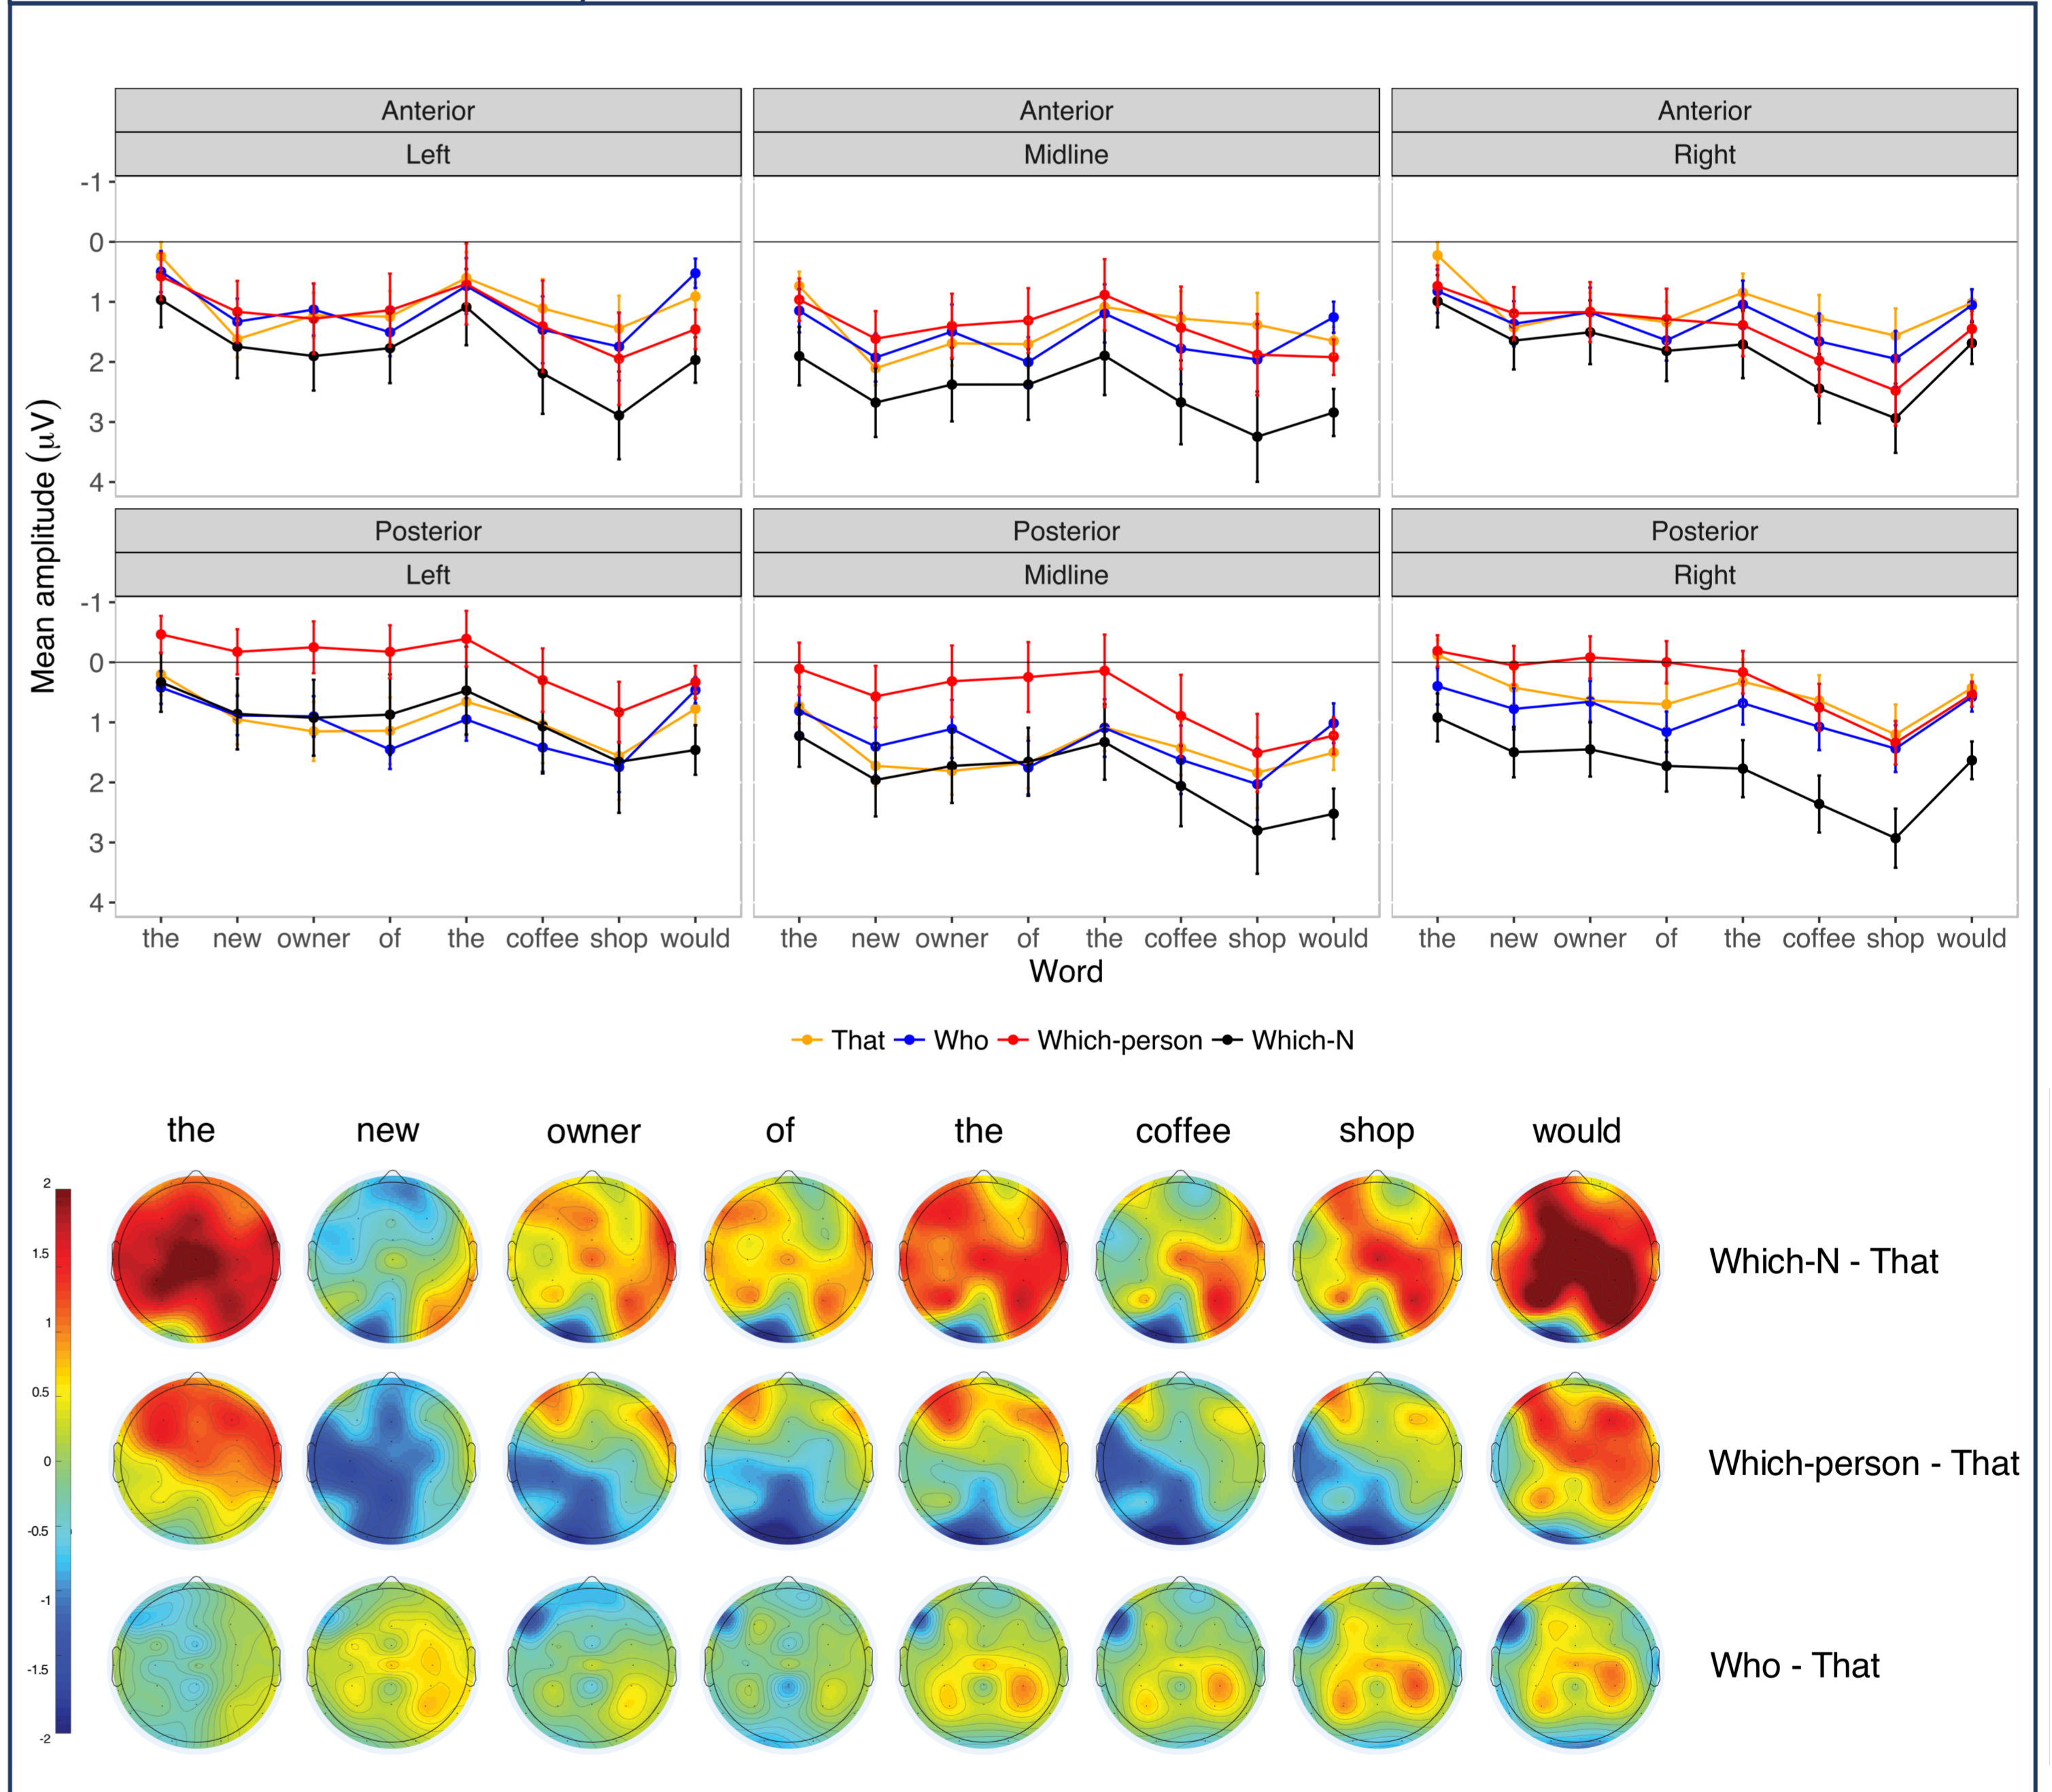 Anterior Anterior Anterior
Left Midline Right
-1
0
1
2
3
4
Mean amplitude (μV)
Posterior Posterior Posterior
Left Midline Right
-1
0
1
2
3
4
the new owner of the coffee shop would the new owner of the coffee shop would the new owner of the coffee shop would
Word
That Who Which-person Which-N
the new owner of the coffee shop would
2
1.5
1
0.5
0
-0.5
-1
-1.5
-2
Which-N - That
Which-person - That
Who - That